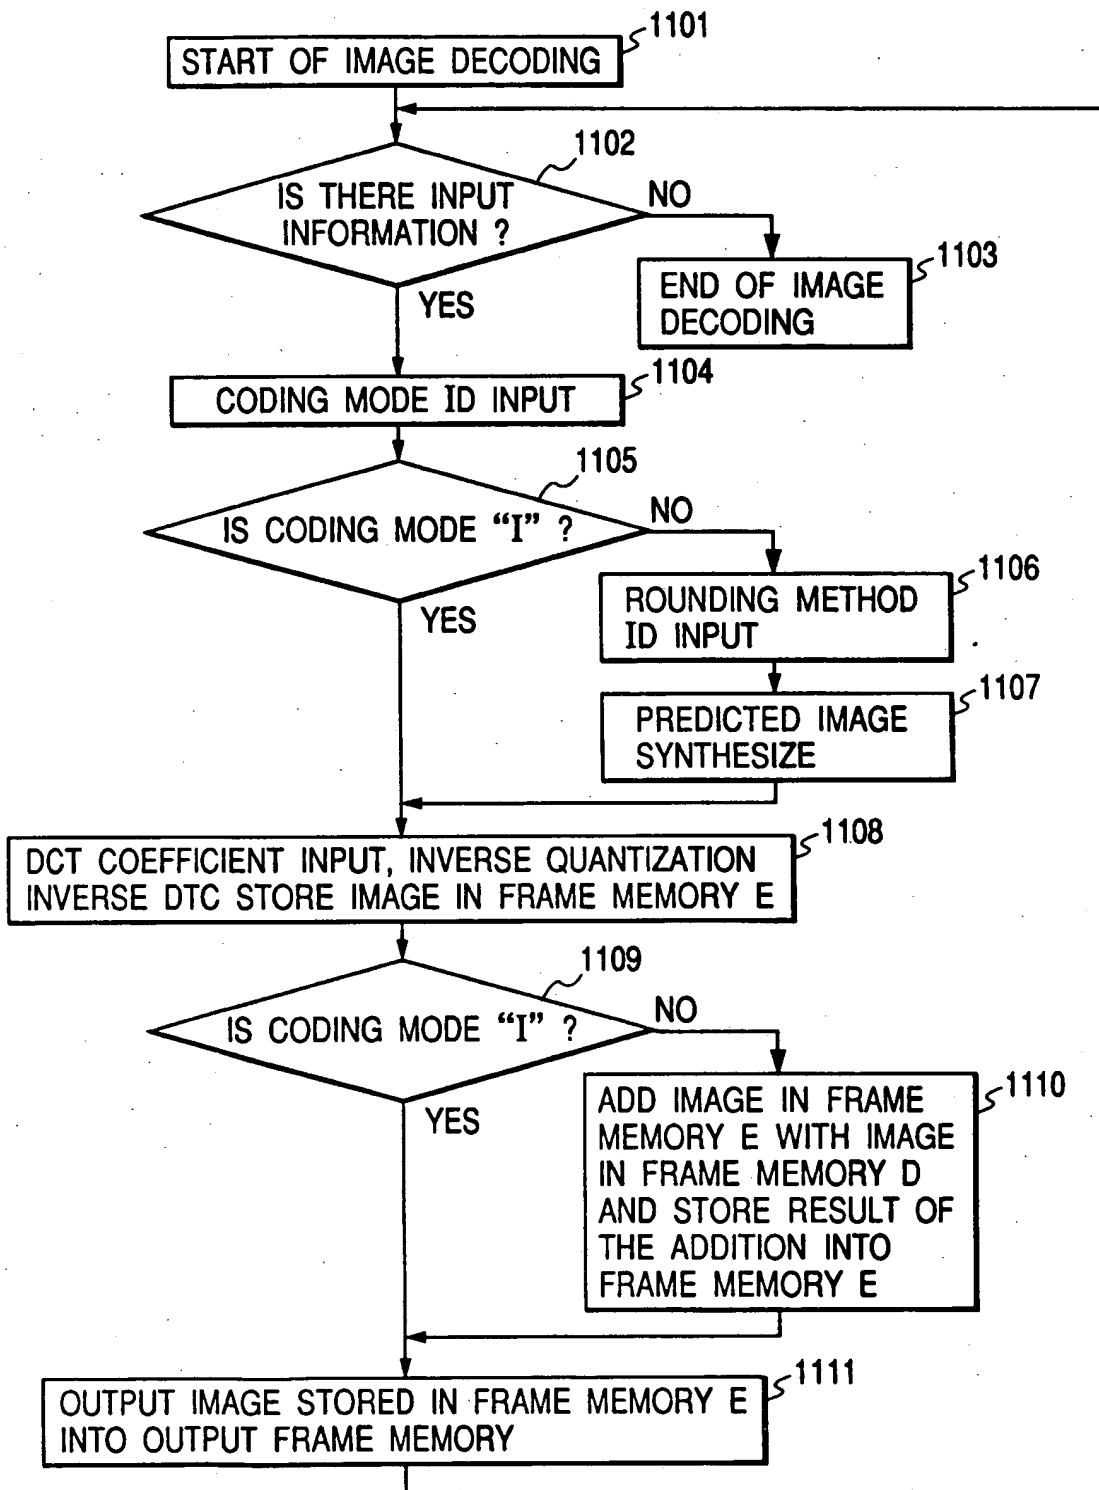 1101
START OF IMAGE DECODING
1102
IS THERE INPUT
INFORMATION ?
NO
YES
1103
END OF IMAGE
DECODING
1104
CODING MODE ID INPUT
1105
IS CODING MODE “I” ?
NO
YES
1106
ROUNDING METHOD
ID INPUT
1107
PREDICTED IMAGE
SYNTHESIZE
1108
DCT COEFFICIENT INPUT, INVERSE QUANTIZATION
INVERSE DTC STORE IMAGE IN FRAME MEMORY E
1109
IS CODING MODE “I” ?
NO
YES
1110
ADD IMAGE IN FRAME
MEMORY E WITH IMAGE
IN FRAME MEMORY D
AND STORE RESULT OF
THE ADDITION INTO
FRAME MEMORY E
1111
OUTPUT IMAGE STORED IN FRAME MEMORY E
INTO OUTPUT FRAME MEMORY